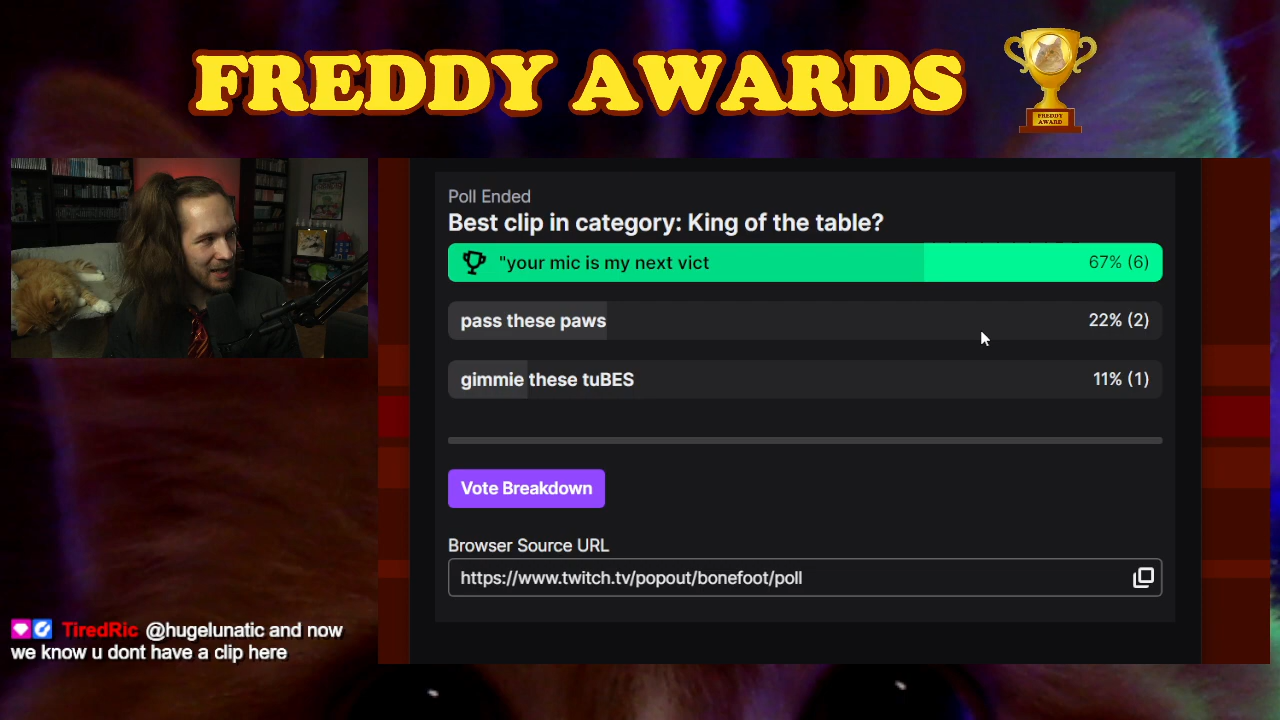 FREDDY AWARDS
FREDDY
AWARD
Poll Ended
Best clip in category: King of the table?
"your mic is my next vict
67% (6)
pass these paws
22% (2)
gimmie these tuBES
11% (1)
Vote Breakdown
Browser Source URL
https://www.twitch.tv/popout/bonefoot/poll
TiredRic @hugelunatic and now
we know u dont have a clip here